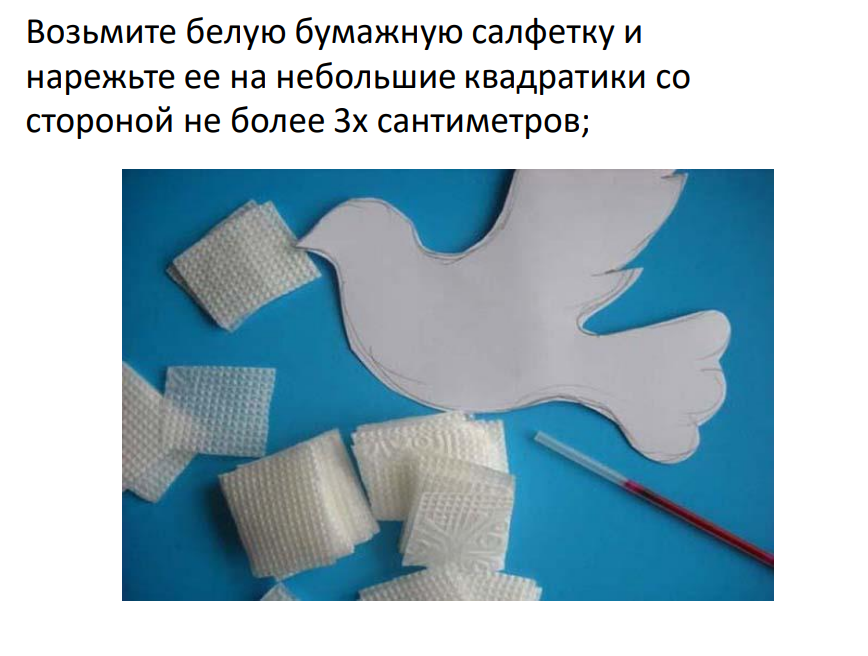 Возьмите белую бумажную салфетку и
нарежьте ее на небольшие квадратики со
стороной не более 3х сантиметров;